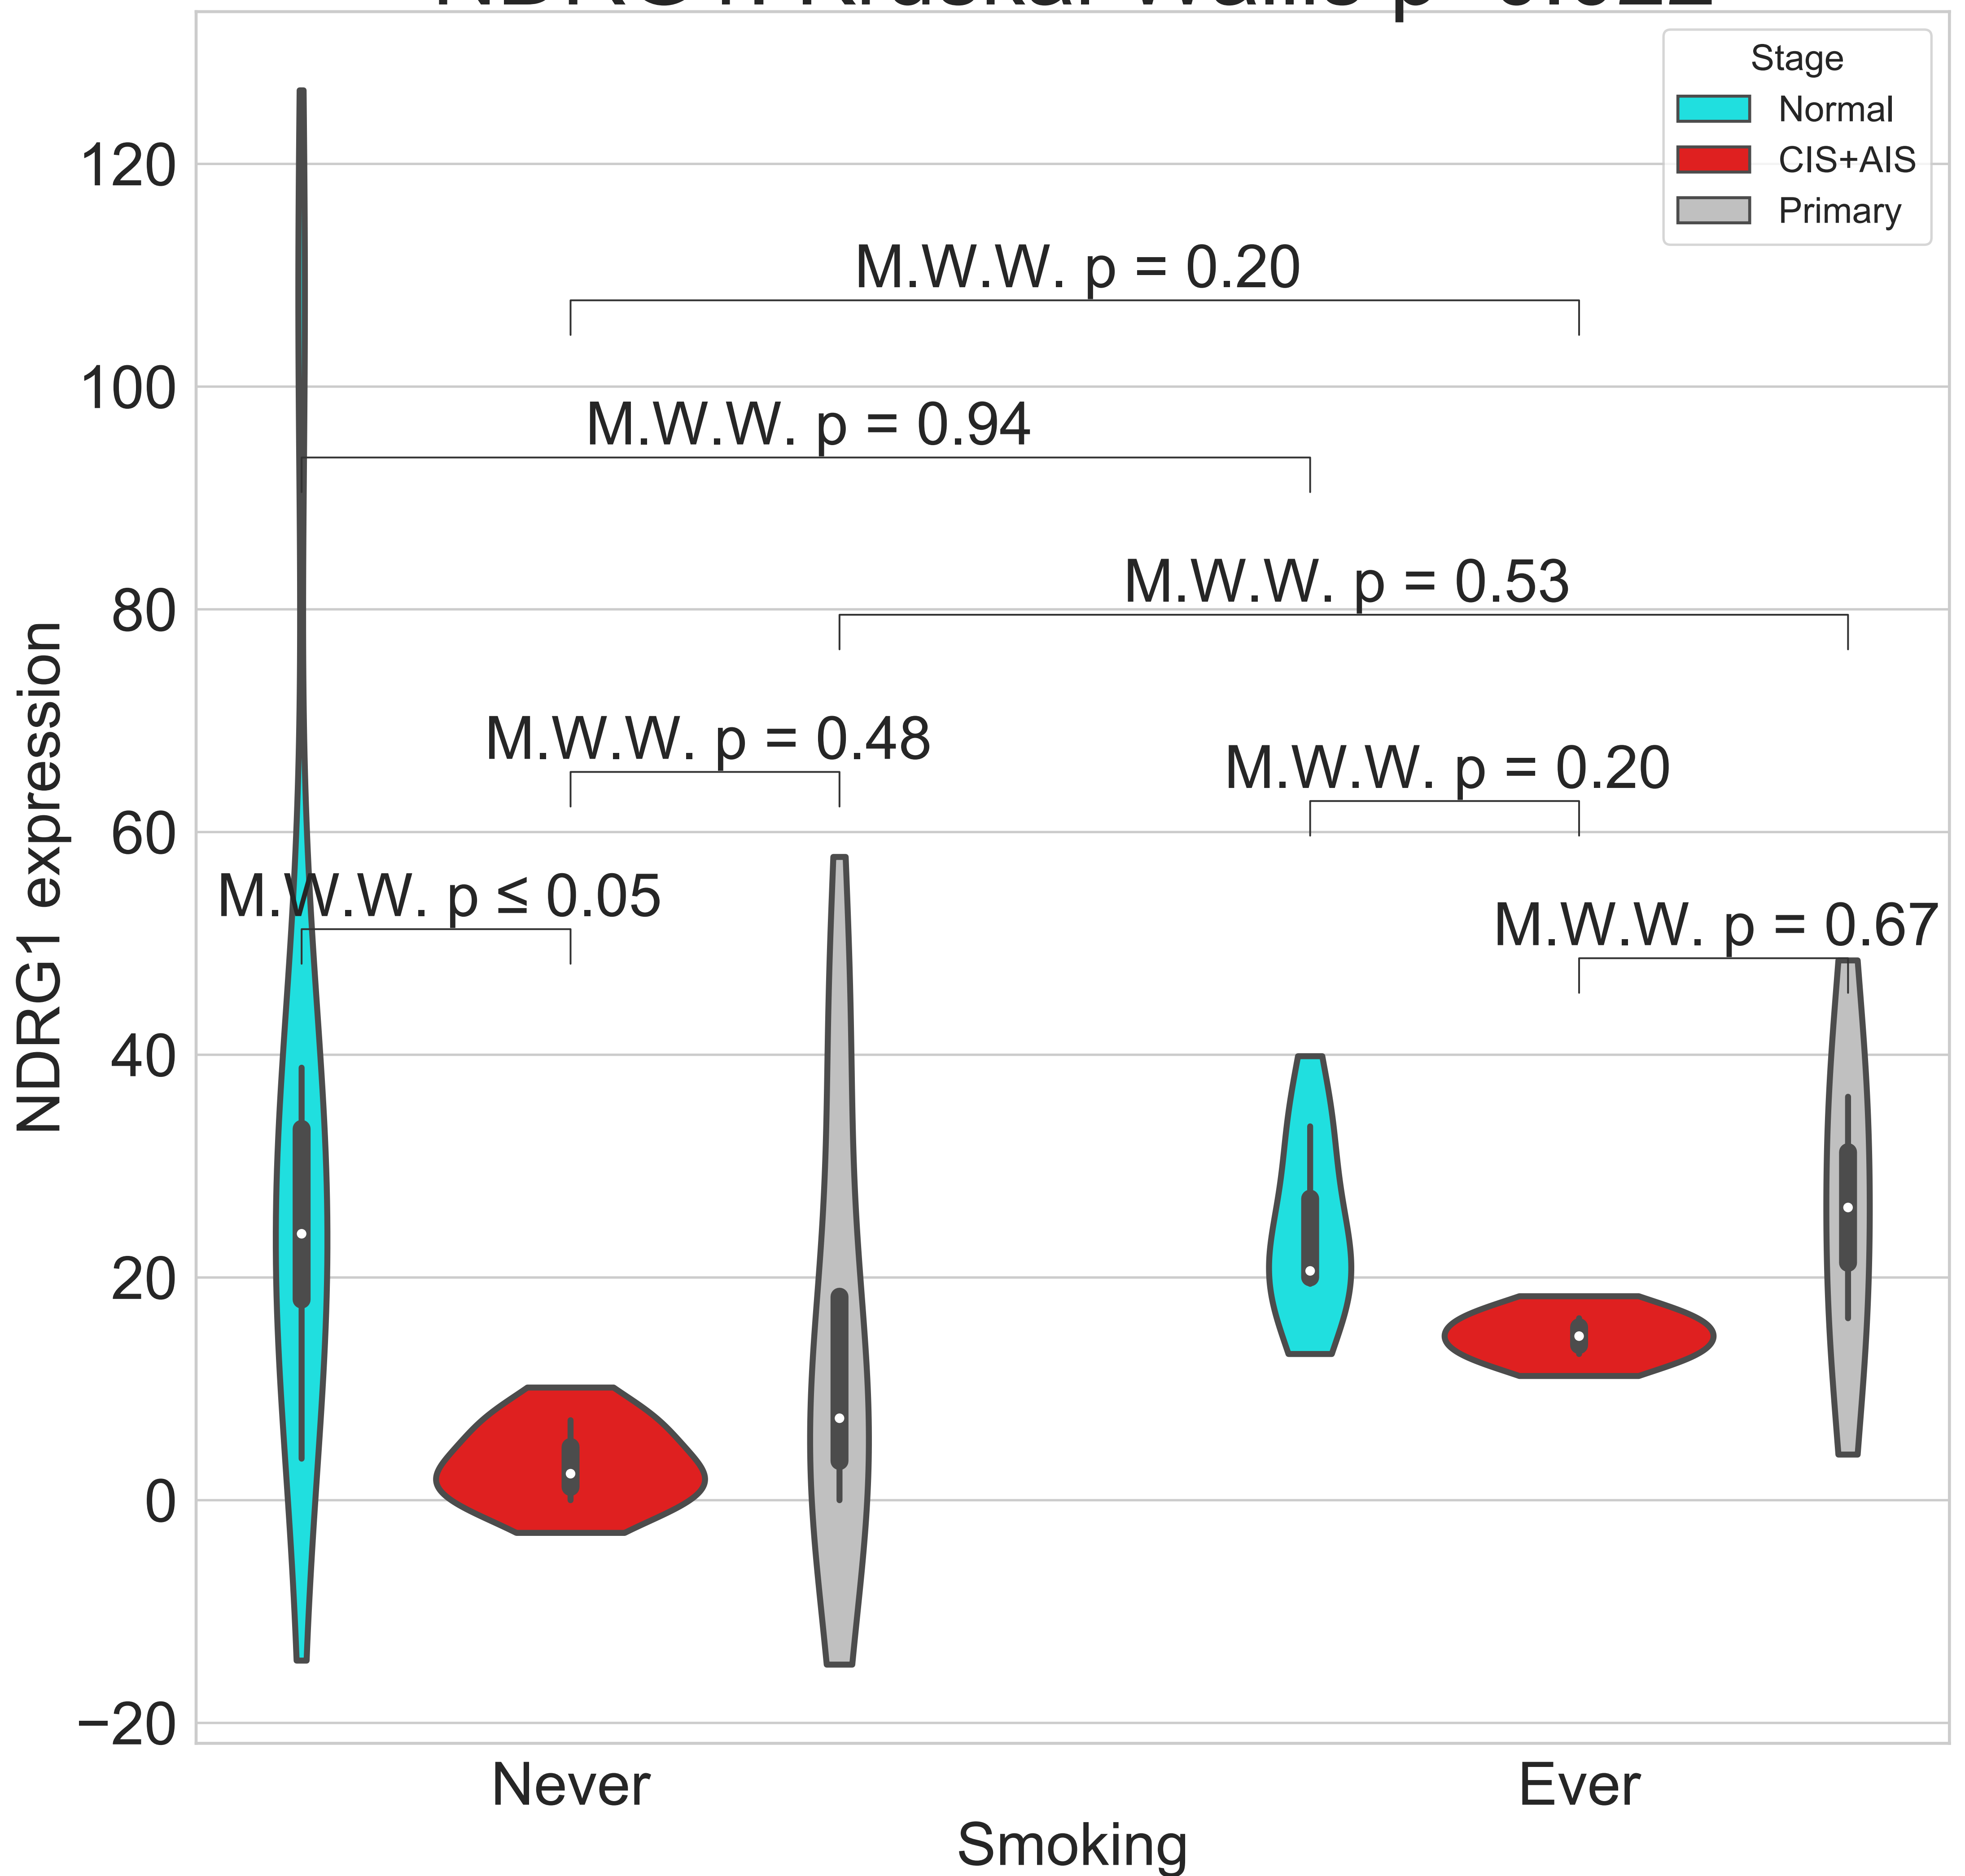 Stage
Normal
CIS+AIS
Primary
120
100
80
60
40
20
0
−20
NDRG1 expression
M.W.W. p = 0.20
M.W.W. p = 0.94
M.W.W. p = 0.53
M.W.W. p = 0.48
M.W.W. p = 0.20
M.W.W. p ≤ 0.05
M.W.W. p = 0.67
Never
Ever
Smoking